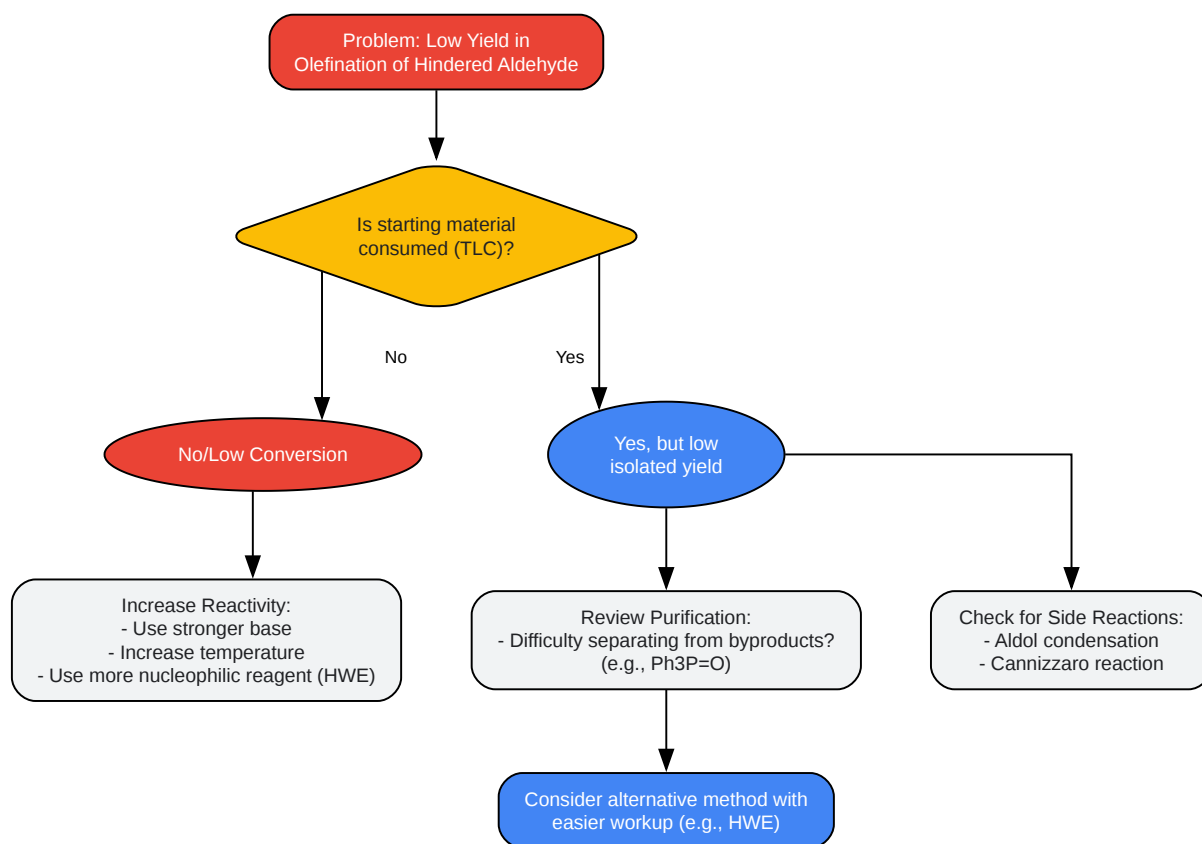 Problem: Low Yield in
Olefination of Hindered Aldehyde
Is starting material
consumed (TLC)?
No
Yes
No/Low Conversion
Yes, but low
isolated yield
Increase Reactivity:
- Use stronger base
- Increase temperature
- Use more nucleophilic reagent (HWE)
Review Purification:
- Difficulty separating from byproducts?
(e.g., Ph3P=O)
Check for Side Reactions:
- Aldol condensation
- Cannizzaro reaction
Consider alternative method with
easier workup (e.g., HWE)